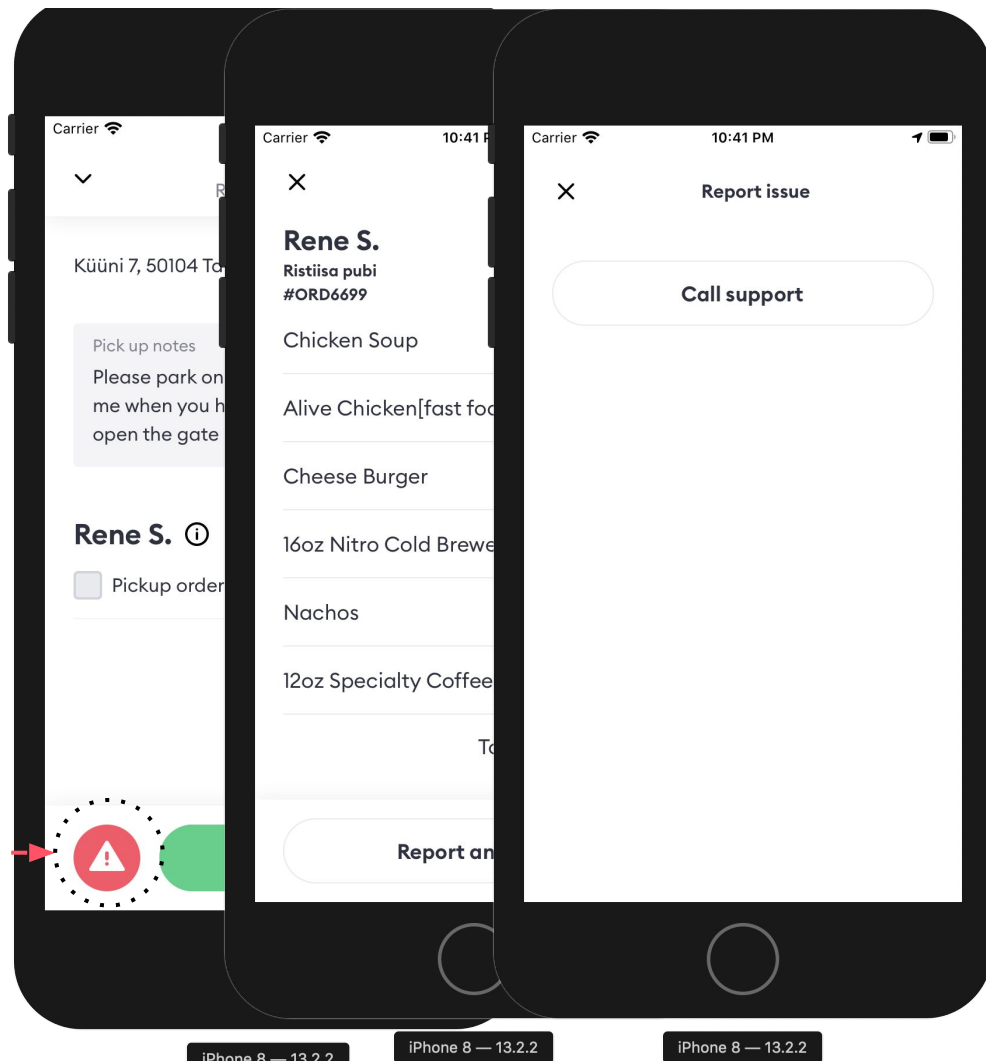 Carrier
Küüni 7, 50104
Pick up notes
Please park on
me when you
open the gate
Rene S.
Pickup order
iPhone 8 — 13.2.2
Carrier
10:41
Rene S.
Ristiisa pubi
#ORD6699
Chicken Soup
Alive Chicken[fast
Cheese Burger
16oz Nitro Cold
Nachos
12oz Specialty Coffee
Report an
iPhone 8 — 13.2.2
Carrier 10:41 PM
Report issue
Call support
iPhone 8 — 13.2.2